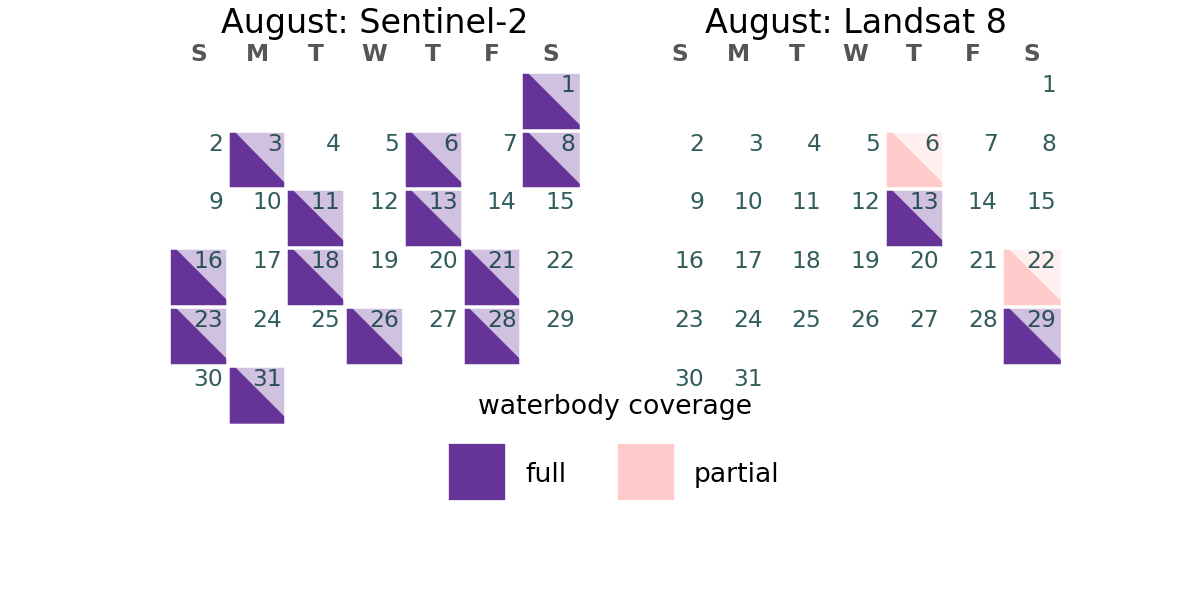 August: Sentinel-2
S M T W T F S
1
2 3 4 5 6 7 8
9 10 11 12 13 14 15
16 17 18 19 20 21 22
23 24 25 26 27 28 29
30 31
August: Landsat 8
S M T W T F S
1
2 3 4 5 6 7 8
9 10 11 12 13 14 15
16 17 18 19 20 21 22
23 24 25 26 27 28 29
30 31
waterbody coverage
full
partial